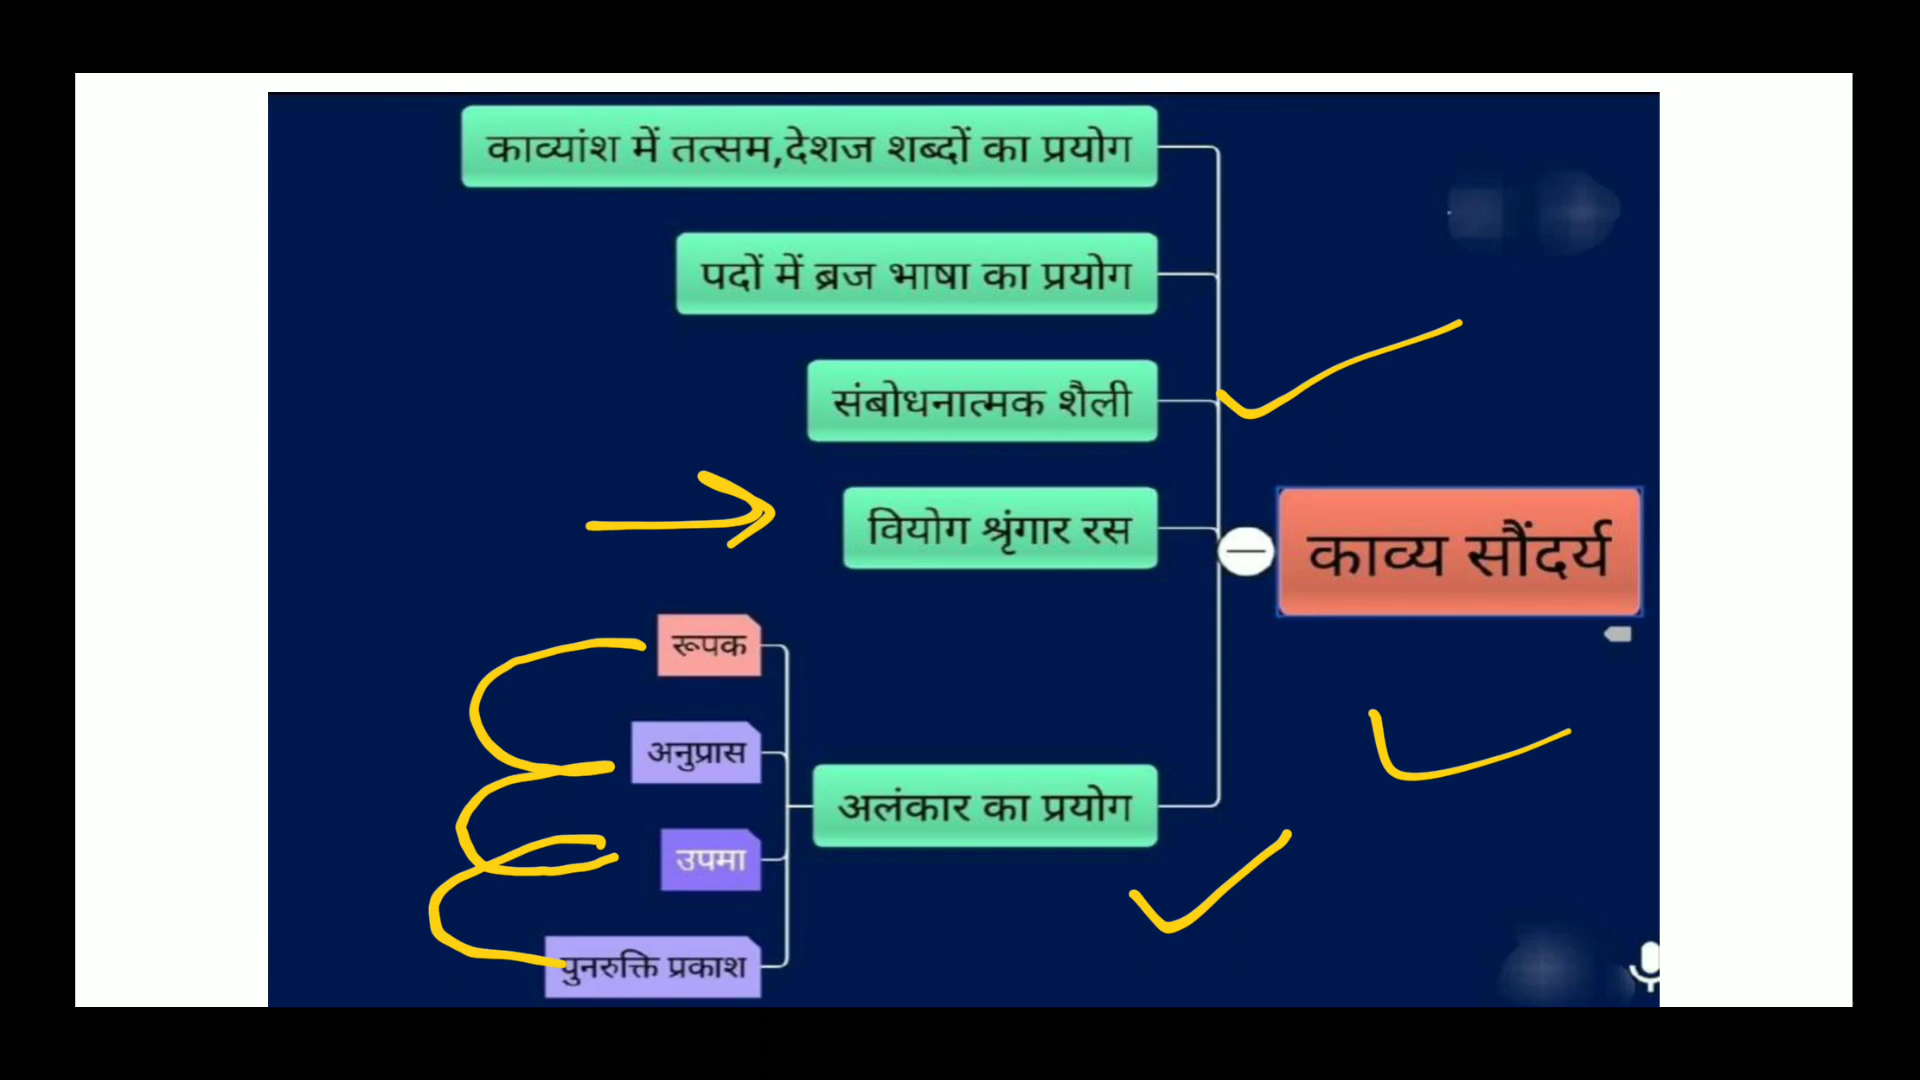 काव्यांश में तत्सम,देशज शब्दों का प्रयोग
पदों में ब्रज भाषा का प्रयोग
संबोधनात्मक शैली
वियोग श्रृंगार रस
काव्य सौंदर्य
रूपक
अनुप्रास
अलंकार का प्रयोग
उपमा
पुनरुक्ति प्रकाश